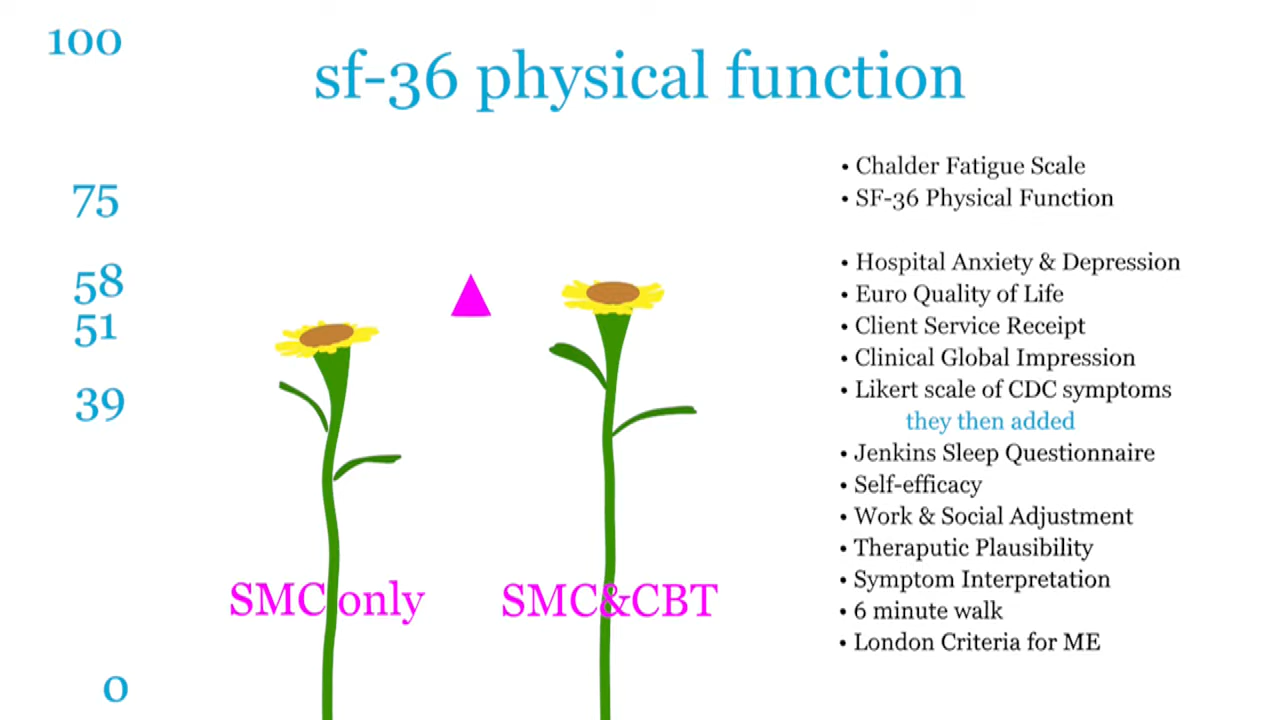 100
sf-36 physical function
75
58
51
39
0
SMC only
SMC&CBT
• Chalder Fatigue Scale
• SF-36 Physical Function
• Hospital Anxiety & Depression
• Euro Quality of Life
• Client Service Receipt
• Clinical Global Impression
• Likert scale of CDC symptoms
they then added
• Jenkins Sleep Questionnaire
• Self-efficacy
• Work & Social Adjustment
• Theraputic Plausibility
• Symptom Interpretation
• 6 minute walk
• London Criteria for ME